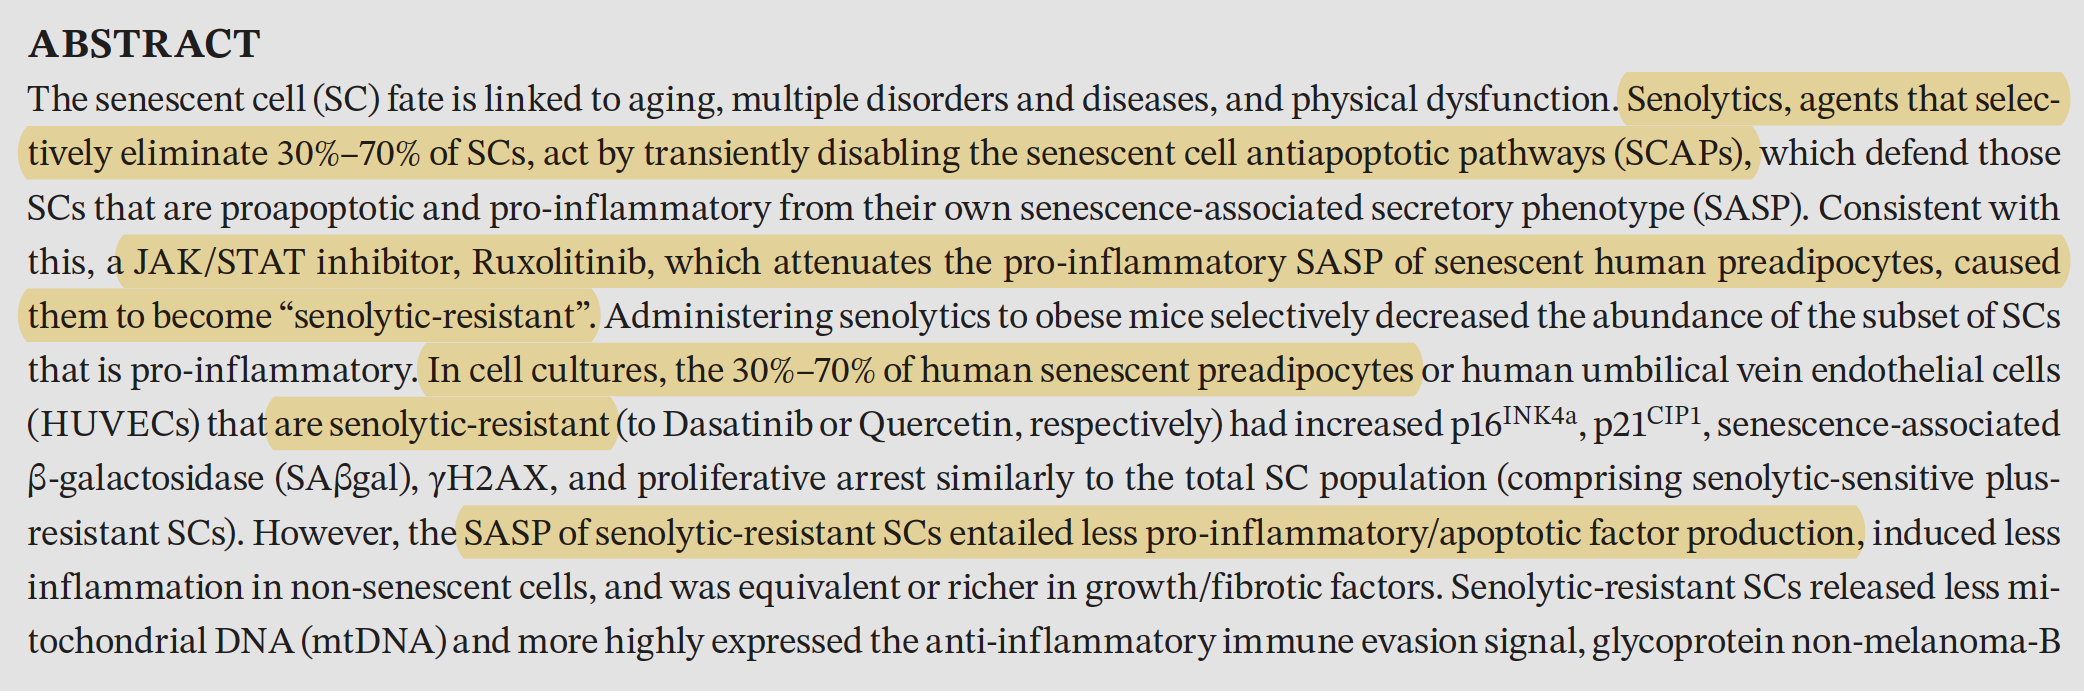 ABSTRACT
The senescent cell (SC) fate is linked to aging, multiple disorders and diseases, and physical dysfunction. Senolytics, agents that selec-
tively eliminate 30%–70% of SCs, act by transiently disabling the senescent cell antiapoptotic pathways (SCAPs), which defend those
SCs that are proapoptotic and pro-inflammatory from their own senescence-associated secretory phenotype (SASP). Consistent with
this, a JAK/STAT inhibitor, Ruxolitinib, which attenuates the pro-inflammatory SASP of senescent human preadipocytes, caused
them to become “senolytic-resistant”. Administering senolytics to obese mice selectively decreased the abundance of the subset of SCs
that is pro-inflammatory. In cell cultures, the 30%–70% of human senescent preadipocytes or human umbilical vein endothelial cells
(HUVECs) that are senolytic-resistant (to Dasatinib or Quercetin, respectively) had increased p16INK4a, p21CIP1, senescence-associated
β-galactosidase (SAβgal), γH2AX, and proliferative arrest similarly to the total SC population (comprising senolytic-sensitive plus-
resistant SCs). However, the SASP of senolytic-resistant SCs entailed less pro-inflammatory/apoptotic factor production, induced less
inflammation in non-senescent cells, and was equivalent or richer in growth/fibrotic factors. Senolytic-resistant SCs released less mi-
tochondrial DNA (mtDNA) and more highly expressed the anti-inflammatory immune evasion signal, glycoprotein non-melanoma-B